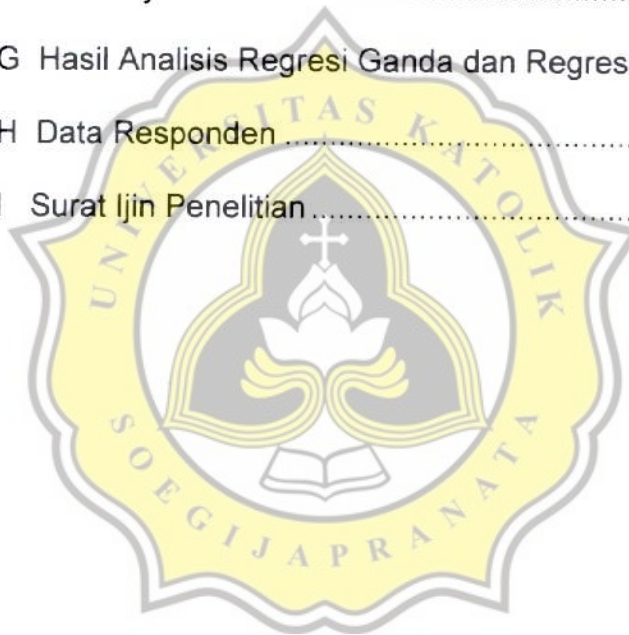 G Hasil Analisis Regresi Ganda dan Regres
H Data Responden ........................................
I Surat Ijin Penelitian ........................................
UNIVERSITAS KATOLIK
SOEGIJAPRANATA